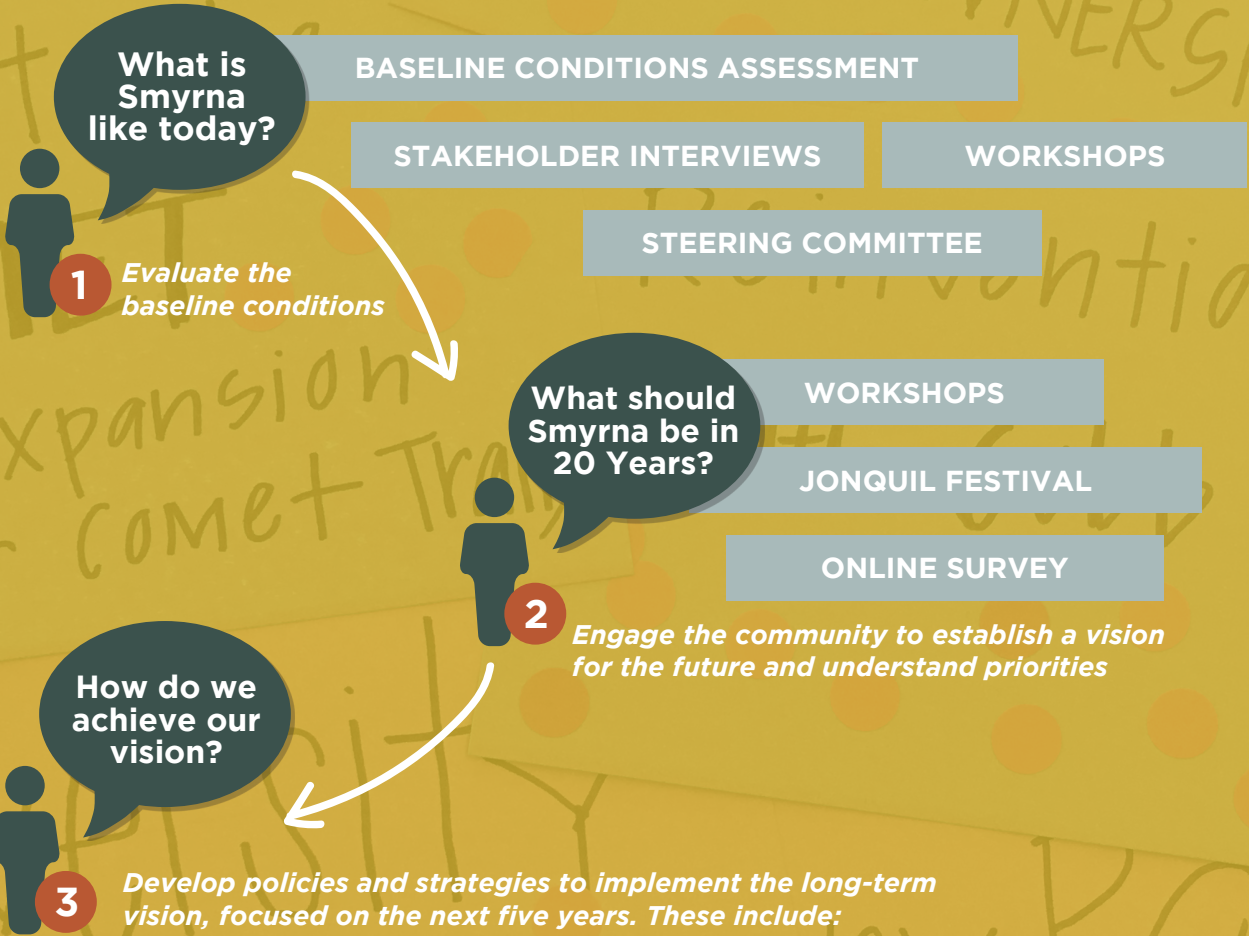 What is
Smyrna
like today?
BASELINE CONDITIONS ASSESSMENT
STAKEHOLDER INTERVIEWS
WORKSHOPS
STEERING COMMITTEE
1
Evaluate the
baseline conditions
What should
Smyrna be in
20 Years?
WORKSHOPS
JONQUIL FESTIVAL
ONLINE SURVEY
2
Engage the community to establish a vision
for the future and understand priorities
How do we
achieve our
vision?
3
Develop policies and strategies to implement the long-term
vision, focused on the next five years. These include:
xpansion
Comet